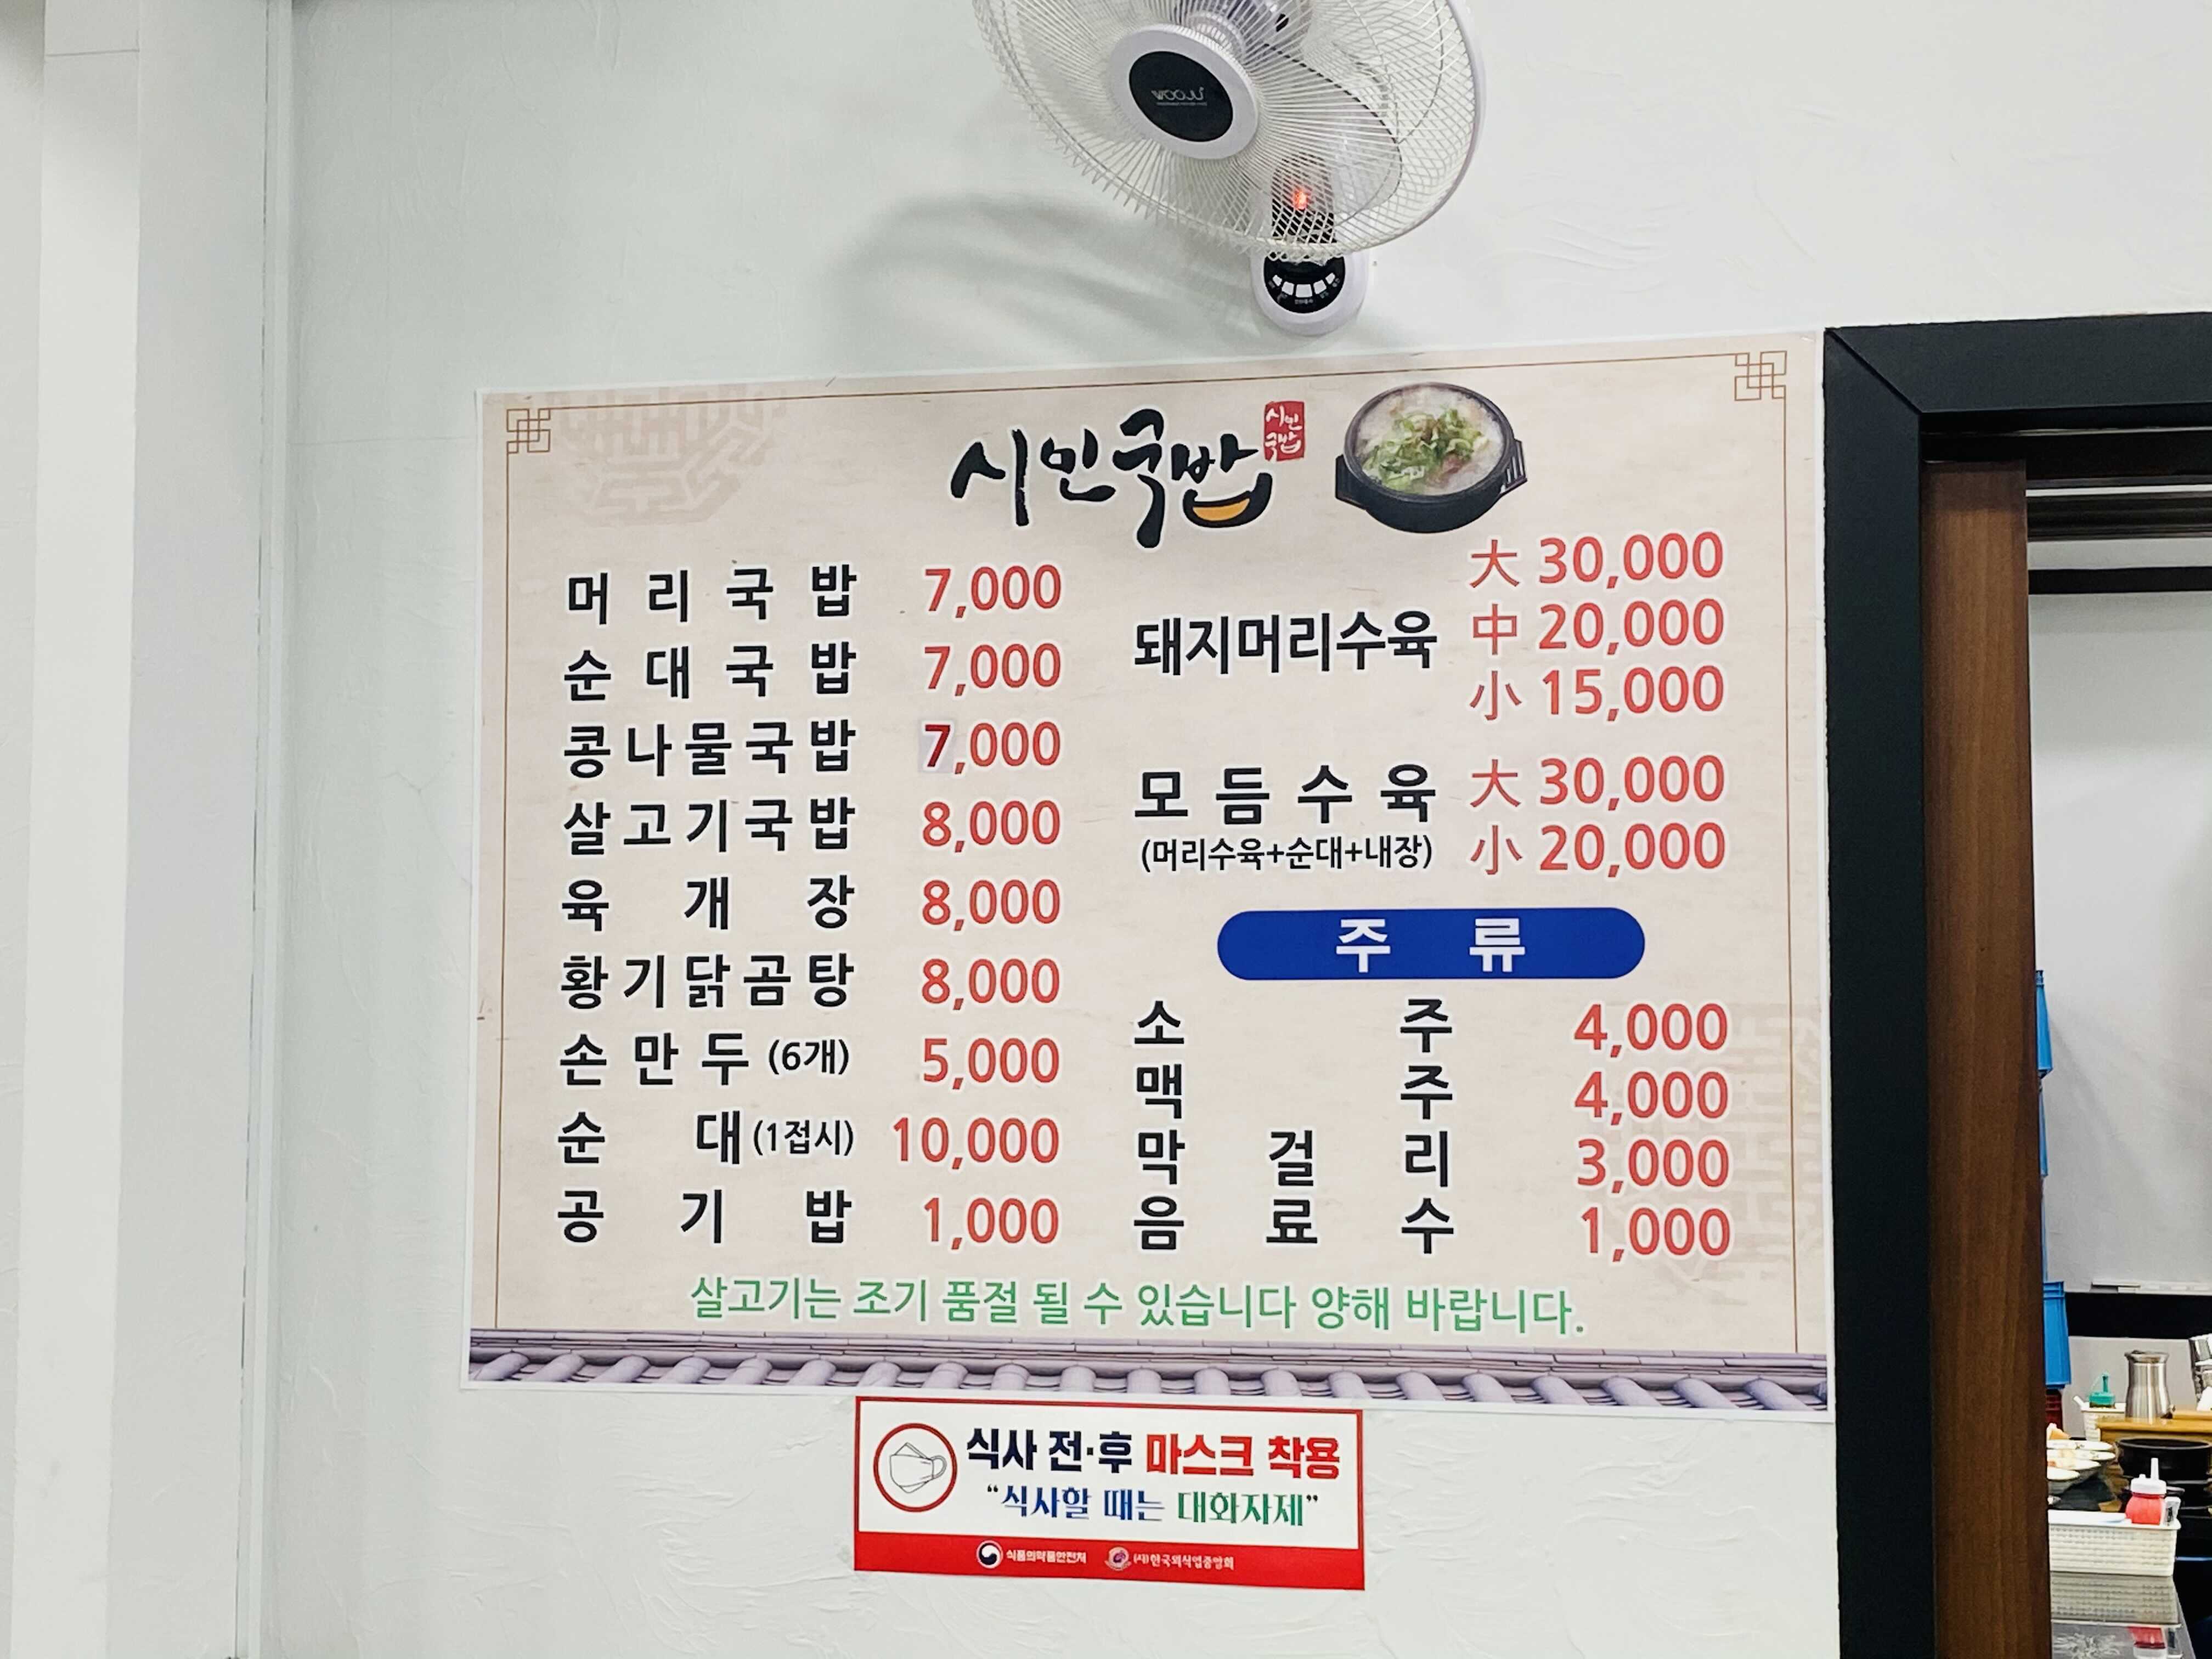 WOOJU
시인국밥
시인
국밥
머리국밥 7,000
순대국밥 7,000
콩나물국밥 7,000
살고기국밥 8,000
육개장 8,000
황기닭곰탕 8,000
손만두 (6개) 5,000
순대 (1접시) 10,000
공기밥 1,000
돼지머리수육
大 30,000
中 20,000
小 15,000
모듬수육
(머리수육+순대+내장)
大 30,000
小 20,000
주류
소주 4,000
맥주 4,000
막걸리 3,000
음료수 1,000
살고기는 조기 품절 될 수 있습니다 양해 바랍니다.
식사 전·후 마스크 착용
"식사할 때는 대화자제"
식품의약품안전처 (사)한국외식업중앙회